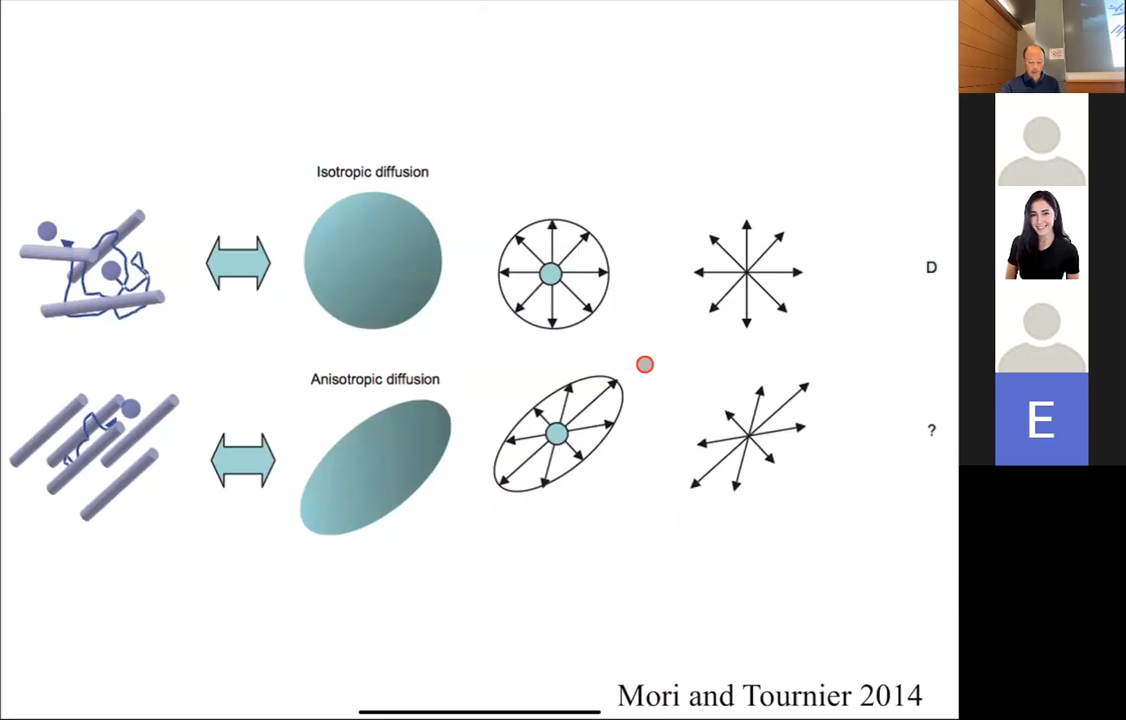 Isotropic diffusion
D
Anisotropic diffusion
?
Mori and Tournier 2014
E